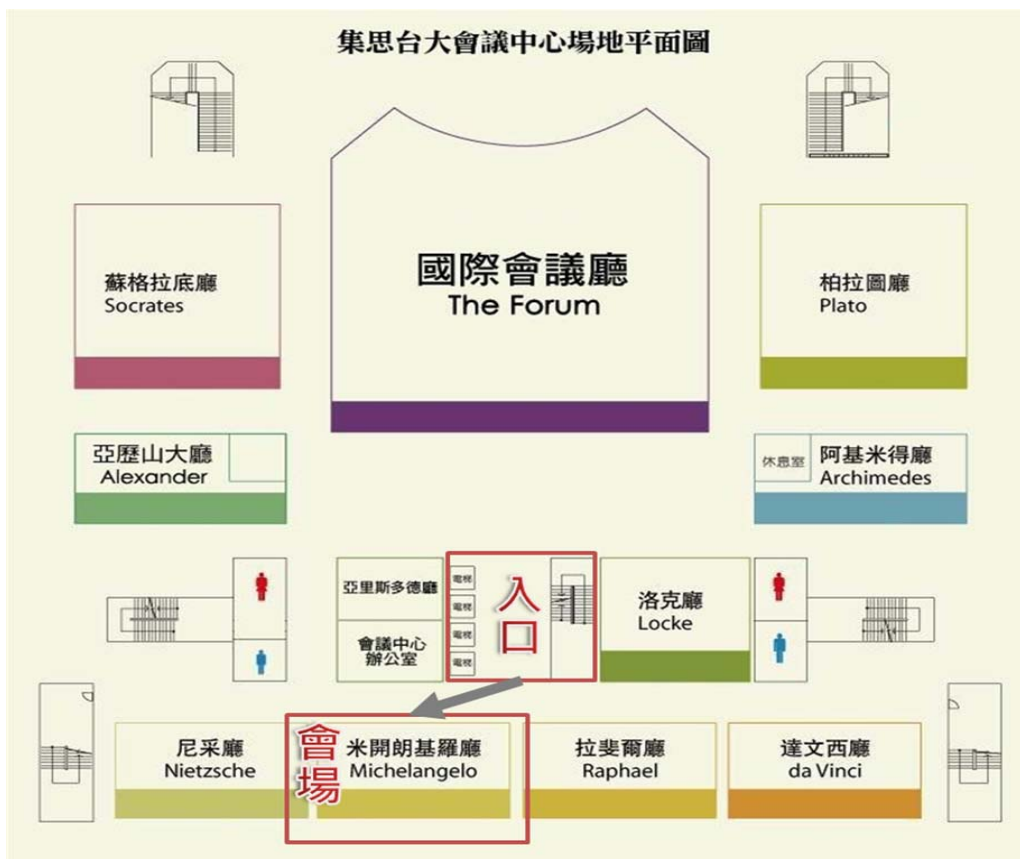 集思台大會議中心場地平面圖
國際會議廳
The Forum
蘇格拉底廳
Socrates
柏拉圖廳
Plato
亞歷山大廳
Alexander
休息室
阿基米得廳
Archimedes
亞里斯多德廳
會議中心
辦公室
電梯
電梯
電梯
電梯
入口
洛克廳
Locke
尼采廳
Nietzsche
會場
米開朗基羅廳
Michelangelo
拉斐爾廳
Raphael
達文西廳
da Vinci